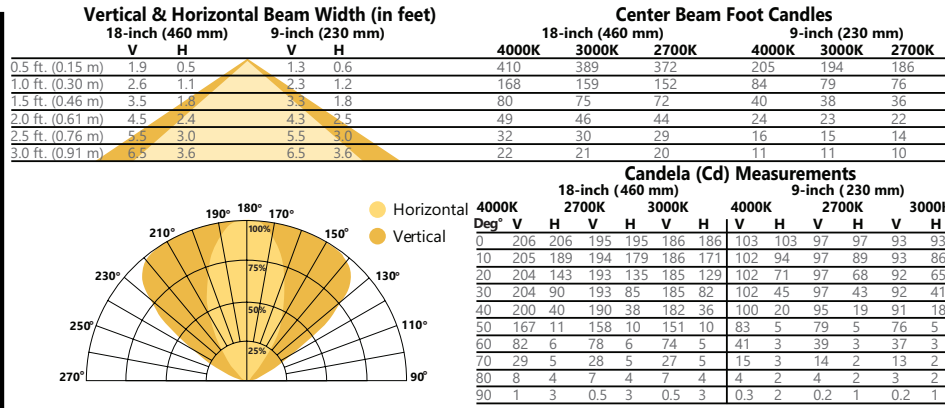 Vertical & Horizontal Beam Width (in feet)
18-inch (460 mm) 9-inch (230 mm)
V H V H
0.5 ft. (0.15 m) 1.9 0.5 1.3 0.6
1.0 ft. (0.30 m) 2.6 1.1 2.3 1.2
1.5 ft. (0.46 m) 3.5 1.8 3.3 1.8
2.0 ft. (0.61 m) 4.5 2.4 4.3 2.5
2.5 ft. (0.76 m) 5.5 3.0 5.5 3.0
3.0 ft. (0.91 m) 6.5 3.6 6.5 3.6
Center Beam Foot Candles
18-inch (460 mm) 9-inch (230 mm)
4000K 3000K 2700K 4000K 3000K 2700K
410 389 372 205 194 186
168 159 152 84 79 76
80 75 72 40 38 36
49 46 44 24 23 22
32 30 29 16 15 14
22 21 20 11 11 10
190° 180° 170°
210° 150°
230° 130°
250° 110°
270° 90°
100%
75%
50%
25%
Horizontal
Vertical
Candela (Cd) Measurements
18-inch (460 mm) 9-inch (230 mm)
4000K 2700K 3000K 4000K 2700K 3000K
Deg° V H V H V H V H V H V H
0 206 206 195 195 186 186 103 103 97 97 93 93
10 205 189 194 179 186 171 102 94 97 89 93 86
20 204 143 193 135 185 129 102 71 97 68 92 65
30 204 90 193 85 185 82 102 45 97 43 92 41
40 200 40 190 38 182 36 100 20 95 19 91 18
50 167 11 158 10 151 10 83 5 79 5 76 5
60 82 6 78 6 74 5 41 3 39 3 37 3
70 29 5 28 5 27 5 15 3 14 2 13 2
80 8 4 7 4 7 4 4 2 4 2 3 2
90 1 3 0.5 3 0.5 3 0.3 2 0.2 1 0.2 1